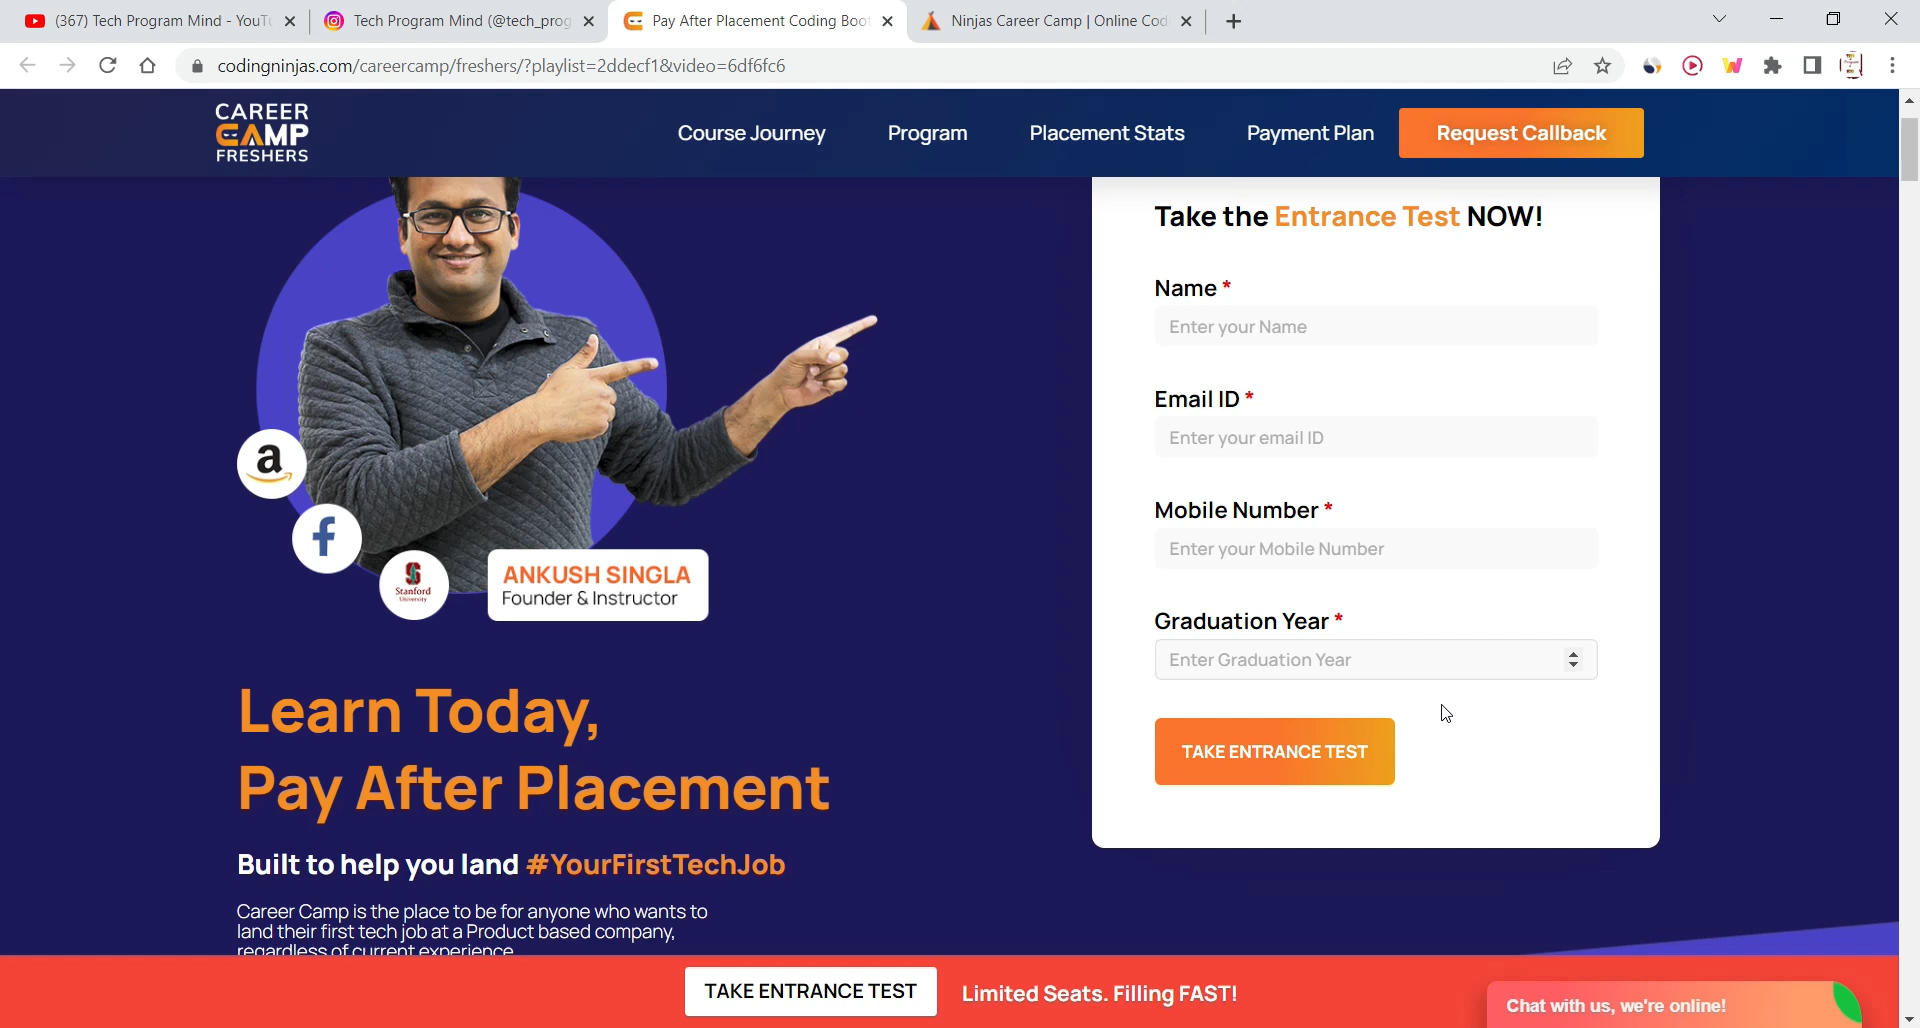 (367) Tech Program Mind - YouT
Tech Program Mind (@tech_prog
Pay After Placement Coding Boot
Ninjas Career Camp | Online Cod
codingninjas.com/careercamp/freshers/?playlist=2ddecf1&video=6df6fc6
CAREER
CAMP
FRESHERS
Course Journey
Program
Placement Stats
Payment Plan
Request Callback
Take the Entrance Test NOW!
Name *
Enter your Name
Email ID *
Enter your email ID
Mobile Number *
Enter your Mobile Number
Graduation Year *
Enter Graduation Year
TAKE ENTRANCE TEST
a
f
S
Stanford
University
ANKUSH SINGLA
Founder & Instructor
Learn Today,
Pay After Placement
Built to help you land #YourFirstTechJob
Career Camp is the place to be for anyone who wants to
land their first tech job at a Product based company,
regardless of current experience
TAKE ENTRANCE TEST
Limited Seats. Filling FAST!
Chat with us, we're online!